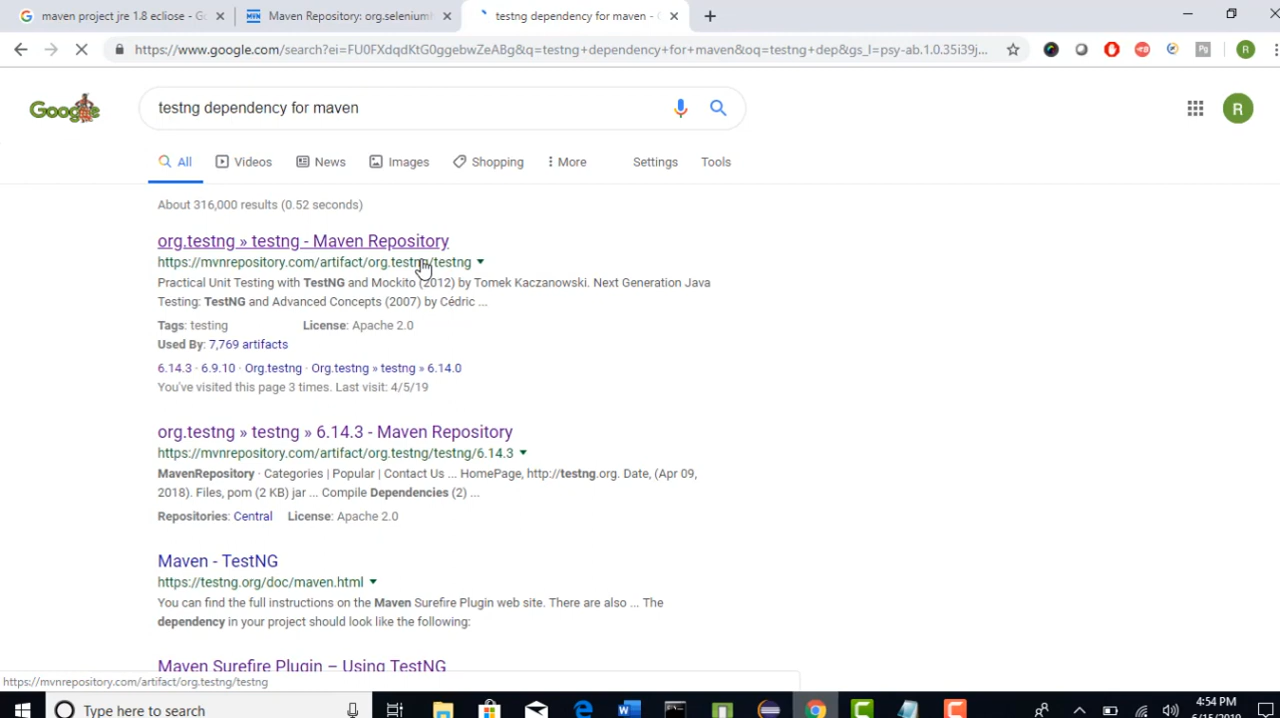 maven project jre 1.8 ecliose - G
Maven Repository: org.selenium
testng dependency for maven -
https://www.google.com/search?ei=FU0FXdqdKtG0ggebwZeABg&q=testng+dependency+for+maven&oq=testng+dep&gs_l=psy-ab.1.0.35i39j...
R
Google
testng dependency for maven
R
All
Videos
News
Images
Shopping
More
Settings
Tools
About 316,000 results (0.52 seconds)
org.testng » testng - Maven Repository
https://mvnrepository.com/artifact/org.testng/testng
Practical Unit Testing with TestNG and Mockito (2012) by Tomek Kaczanowski. Next Generation Java
Testing: TestNG and Advanced Concepts (2007) by Cédric ...
Tags: testing License: Apache 2.0
Used By: 7,769 artifacts
6.14.3 · 6.9.10 · Org.testng · Org.testng » testng » 6.14.0
You've visited this page 3 times. Last visit: 4/5/19
org.testng » testng » 6.14.3 - Maven Repository
https://mvnrepository.com/artifact/org.testng/testng/6.14.3
MavenRepository · Categories | Popular | Contact Us ... HomePage, http://testng.org. Date, (Apr 09,
2018). Files, pom (2 KB) jar ... Compile Dependencies (2) ...
Repositories: Central License: Apache 2.0
Maven - TestNG
https://testng.org/doc/maven.html
You can find the full instructions on the Maven Surefire Plugin web site. There are also ... The
dependency in your project should look like the following:
Maven Surefire Plugin – Using TestNG
https://mvnrepository.com/artifact/org.testng/testng
Type here to search
4:54 PM
6/15/2019